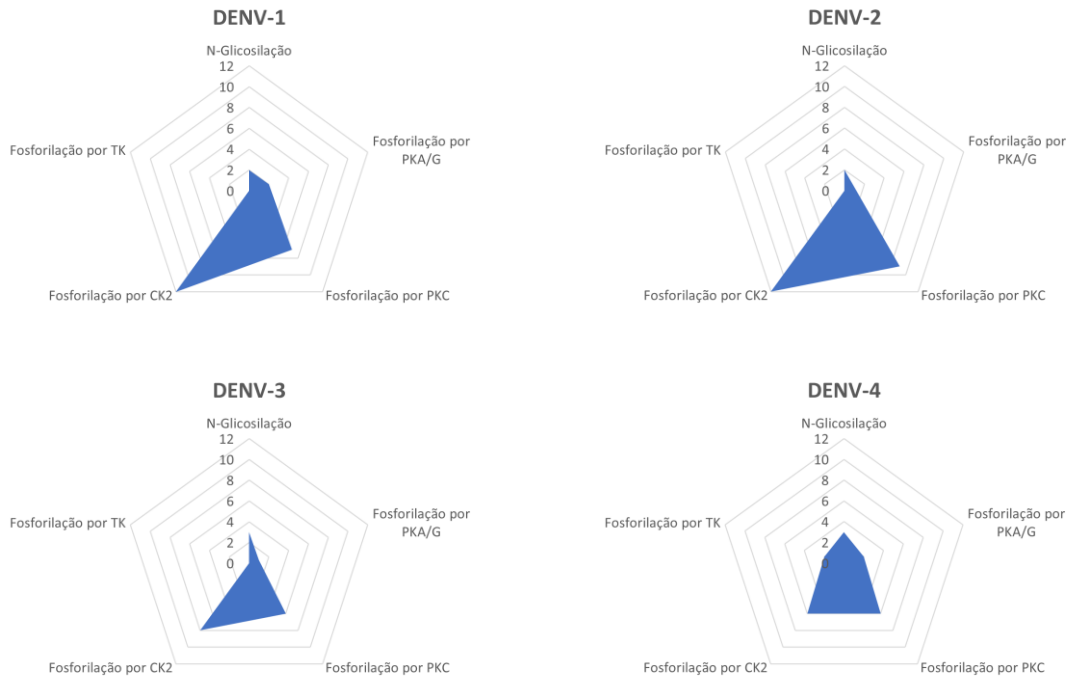 DENV-1
N-Glicosilação
12
10
8
6
4
2
0
Fosforilação por
PKA/G
Fosforilação por PKC
Fosforilação por CK2
Fosforilação por TK
DENV-2
N-Glicosilação
12
10
8
6
4
2
0
Fosforilação por
PKA/G
Fosforilação por PKC
Fosforilação por CK2
Fosforilação por TK
DENV-3
N-Glicosilação
12
10
8
6
4
2
0
Fosforilação por
PKA/G
Fosforilação por PKC
Fosforilação por CK2
Fosforilação por TK
DENV-4
N-Glicosilação
12
10
8
6
4
2
0
Fosforilação por
PKA/G
Fosforilação por PKC
Fosforilação por CK2
Fosforilação por TK